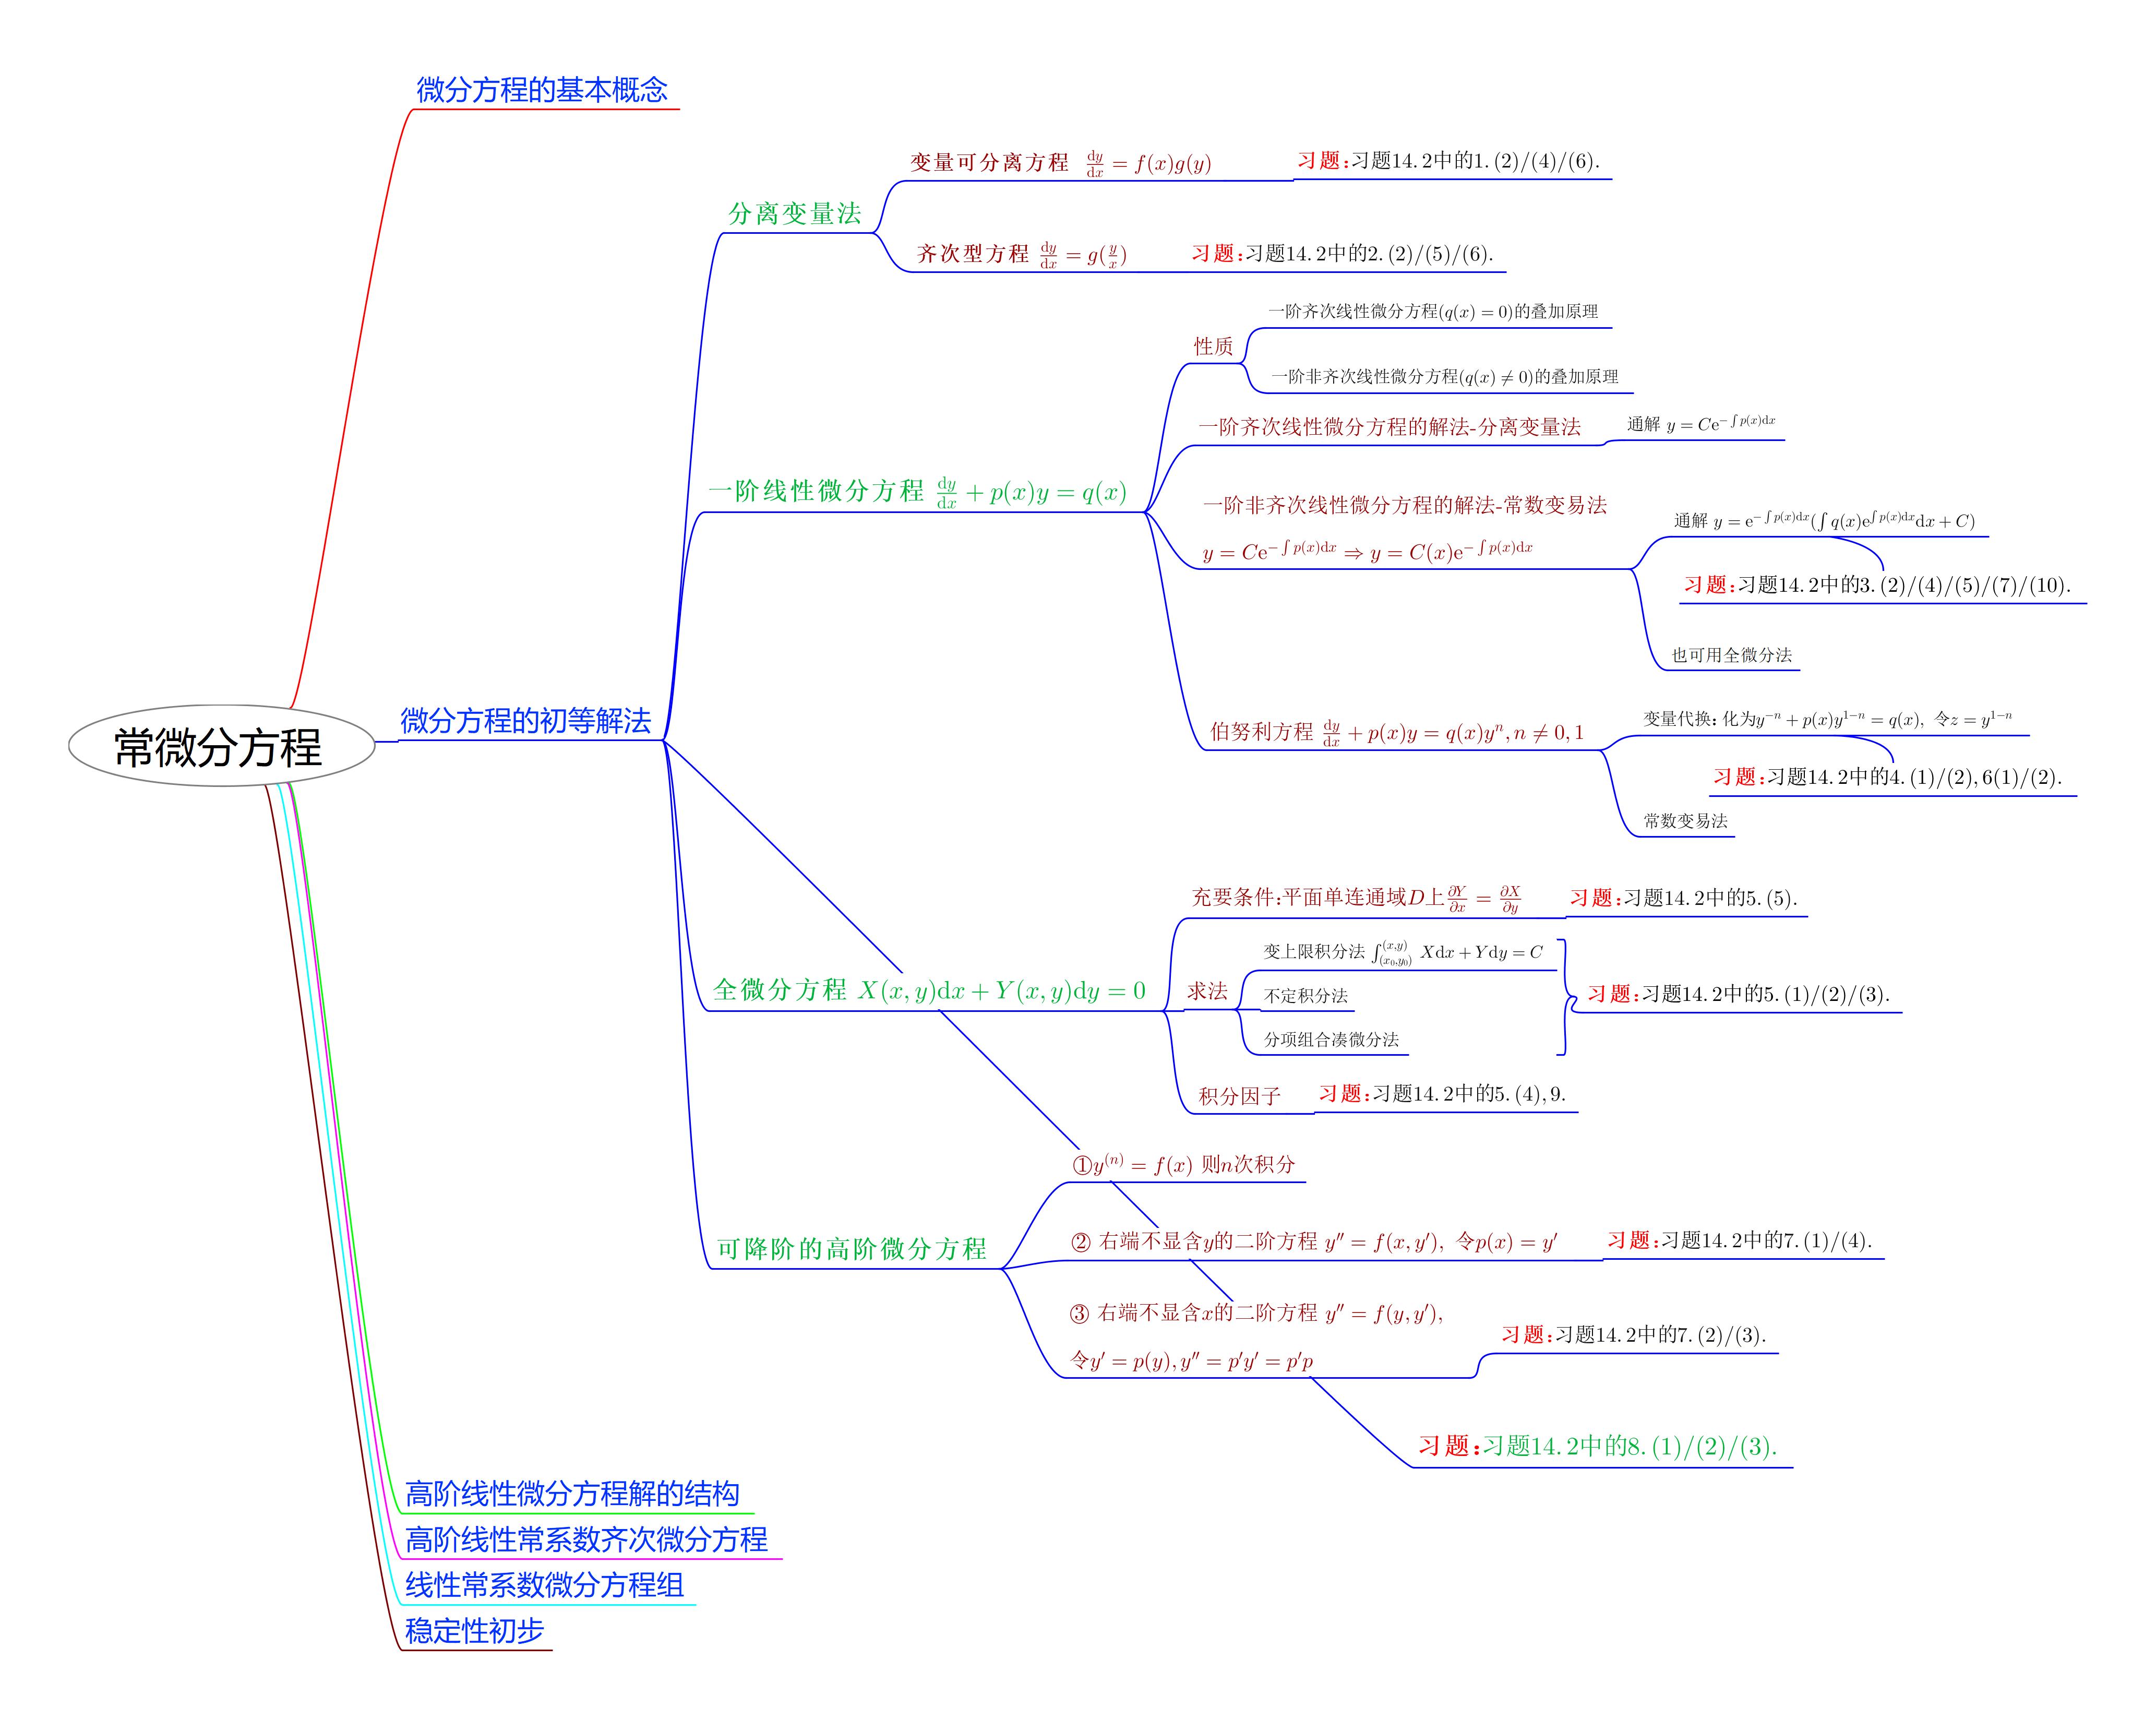 微分方程的基本概念
变量可分离方程 dy/dx = f(x)g(y)
习题:习题14.2中的1.(2)/(4)/(6).
分离变量法
齐次型方程 dy/dx = g(y/x)
习题:习题14.2中的2.(2)/(5)/(6).
一阶齐次线性微分方程(q(x) = 0)的叠加原理
性质
一阶非齐次线性微分方程(q(x) ≠ 0)的叠加原理
一阶齐次线性微分方程的解法-分离变量法
通解 y = Ce^{−∫p(x)dx}
一阶线性微分方程 dy/dx + p(x)y = q(x)
一阶非齐次线性微分方程的解法-常数变易法
y = Ce^{−∫p(x)dx} ⇒ y = C(x)e^{−∫p(x)dx}
通解 y = e^{−∫p(x)dx}(∫q(x)e^{∫p(x)dx}dx + C)
习题:习题14.2中的3.(2)/(4)/(5)/(7)/(10).
也可用全微分法
常微分方程
微分方程的初等解法
伯努利方程 dy/dx + p(x)y = q(x)y^n, n ≠ 0, 1
变量代换: 化为y^{−n} + p(x)y^{1−n} = q(x), 令z = y^{1−n}
习题:习题14.2中的4.(1)/(2), 6(1)/(2).
常数变易法
充要条件:平面单连通域D上∂Y/∂x = ∂X/∂y
习题:习题14.2中的5.(5).
变上限积分法 ∫_{(x_0,y_0)}^{(x,y)} Xdx + Ydy = C
全微分方程 X(x, y)dx + Y(x, y)dy = 0
求法
不定积分法
习题:习题14.2中的5.(1)/(2)/(3).
分项组合凑微分法
积分因子
习题:习题14.2中的5.(4), 9.
①y^{(n)} = f(x) 则n次积分
可降阶的高阶微分方程
② 右端不显含y的二阶方程 y″ = f(x, y′), 令p(x) = y′
习题:习题14.2中的7.(1)/(4).
③ 右端不显含x的二阶方程 y″ = f(y, y′),
令y′ = p(y), y″ = p′y′ = p′p
习题:习题14.2中的7.(2)/(3).
习题:习题14.2中的8.(1)/(2)/(3).
高阶线性微分方程解的结构
高阶线性常系数齐次微分方程
线性常系数微分方程组
稳定性初步